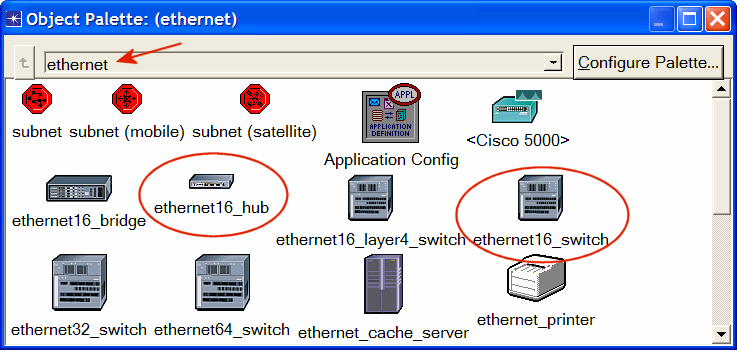 Object Palette: (ethernet)
ethernet
Configure Palette...
APPL
APPLICATION
DEFINITION
subnet
subnet (mobile)
subnet (satellite)
Application Config
<Cisco 5000>
ethernet16_bridge
ethernet16_hub
ethernet16_layer4_switch
ethernet16_switch
ethernet32_switch
ethernet64_switch
ethernet_cache_server
ethernet_printer